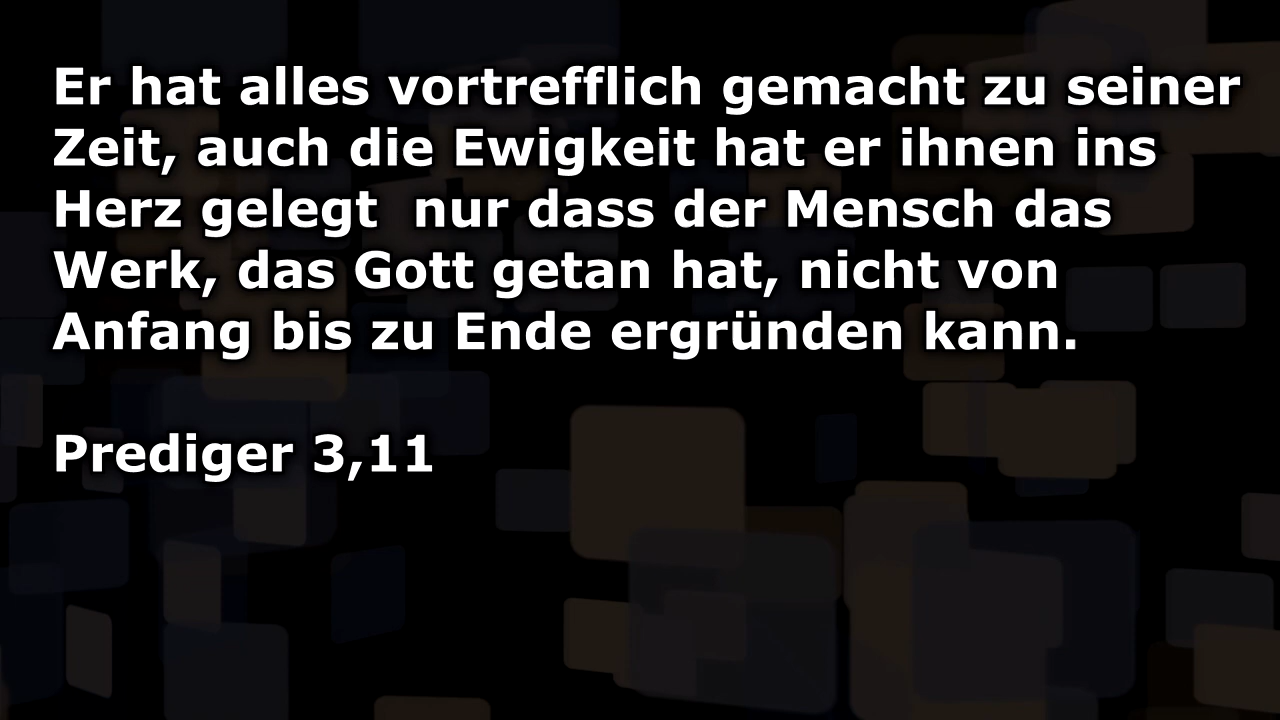 Er hat alles vortrefflich gemacht zu seiner
Zeit, auch die Ewigkeit hat er ihnen ins
Herz gelegt  nur dass der Mensch das
Werk, das Gott getan hat, nicht von
Anfang bis zu Ende ergründen kann.
Prediger 3,11